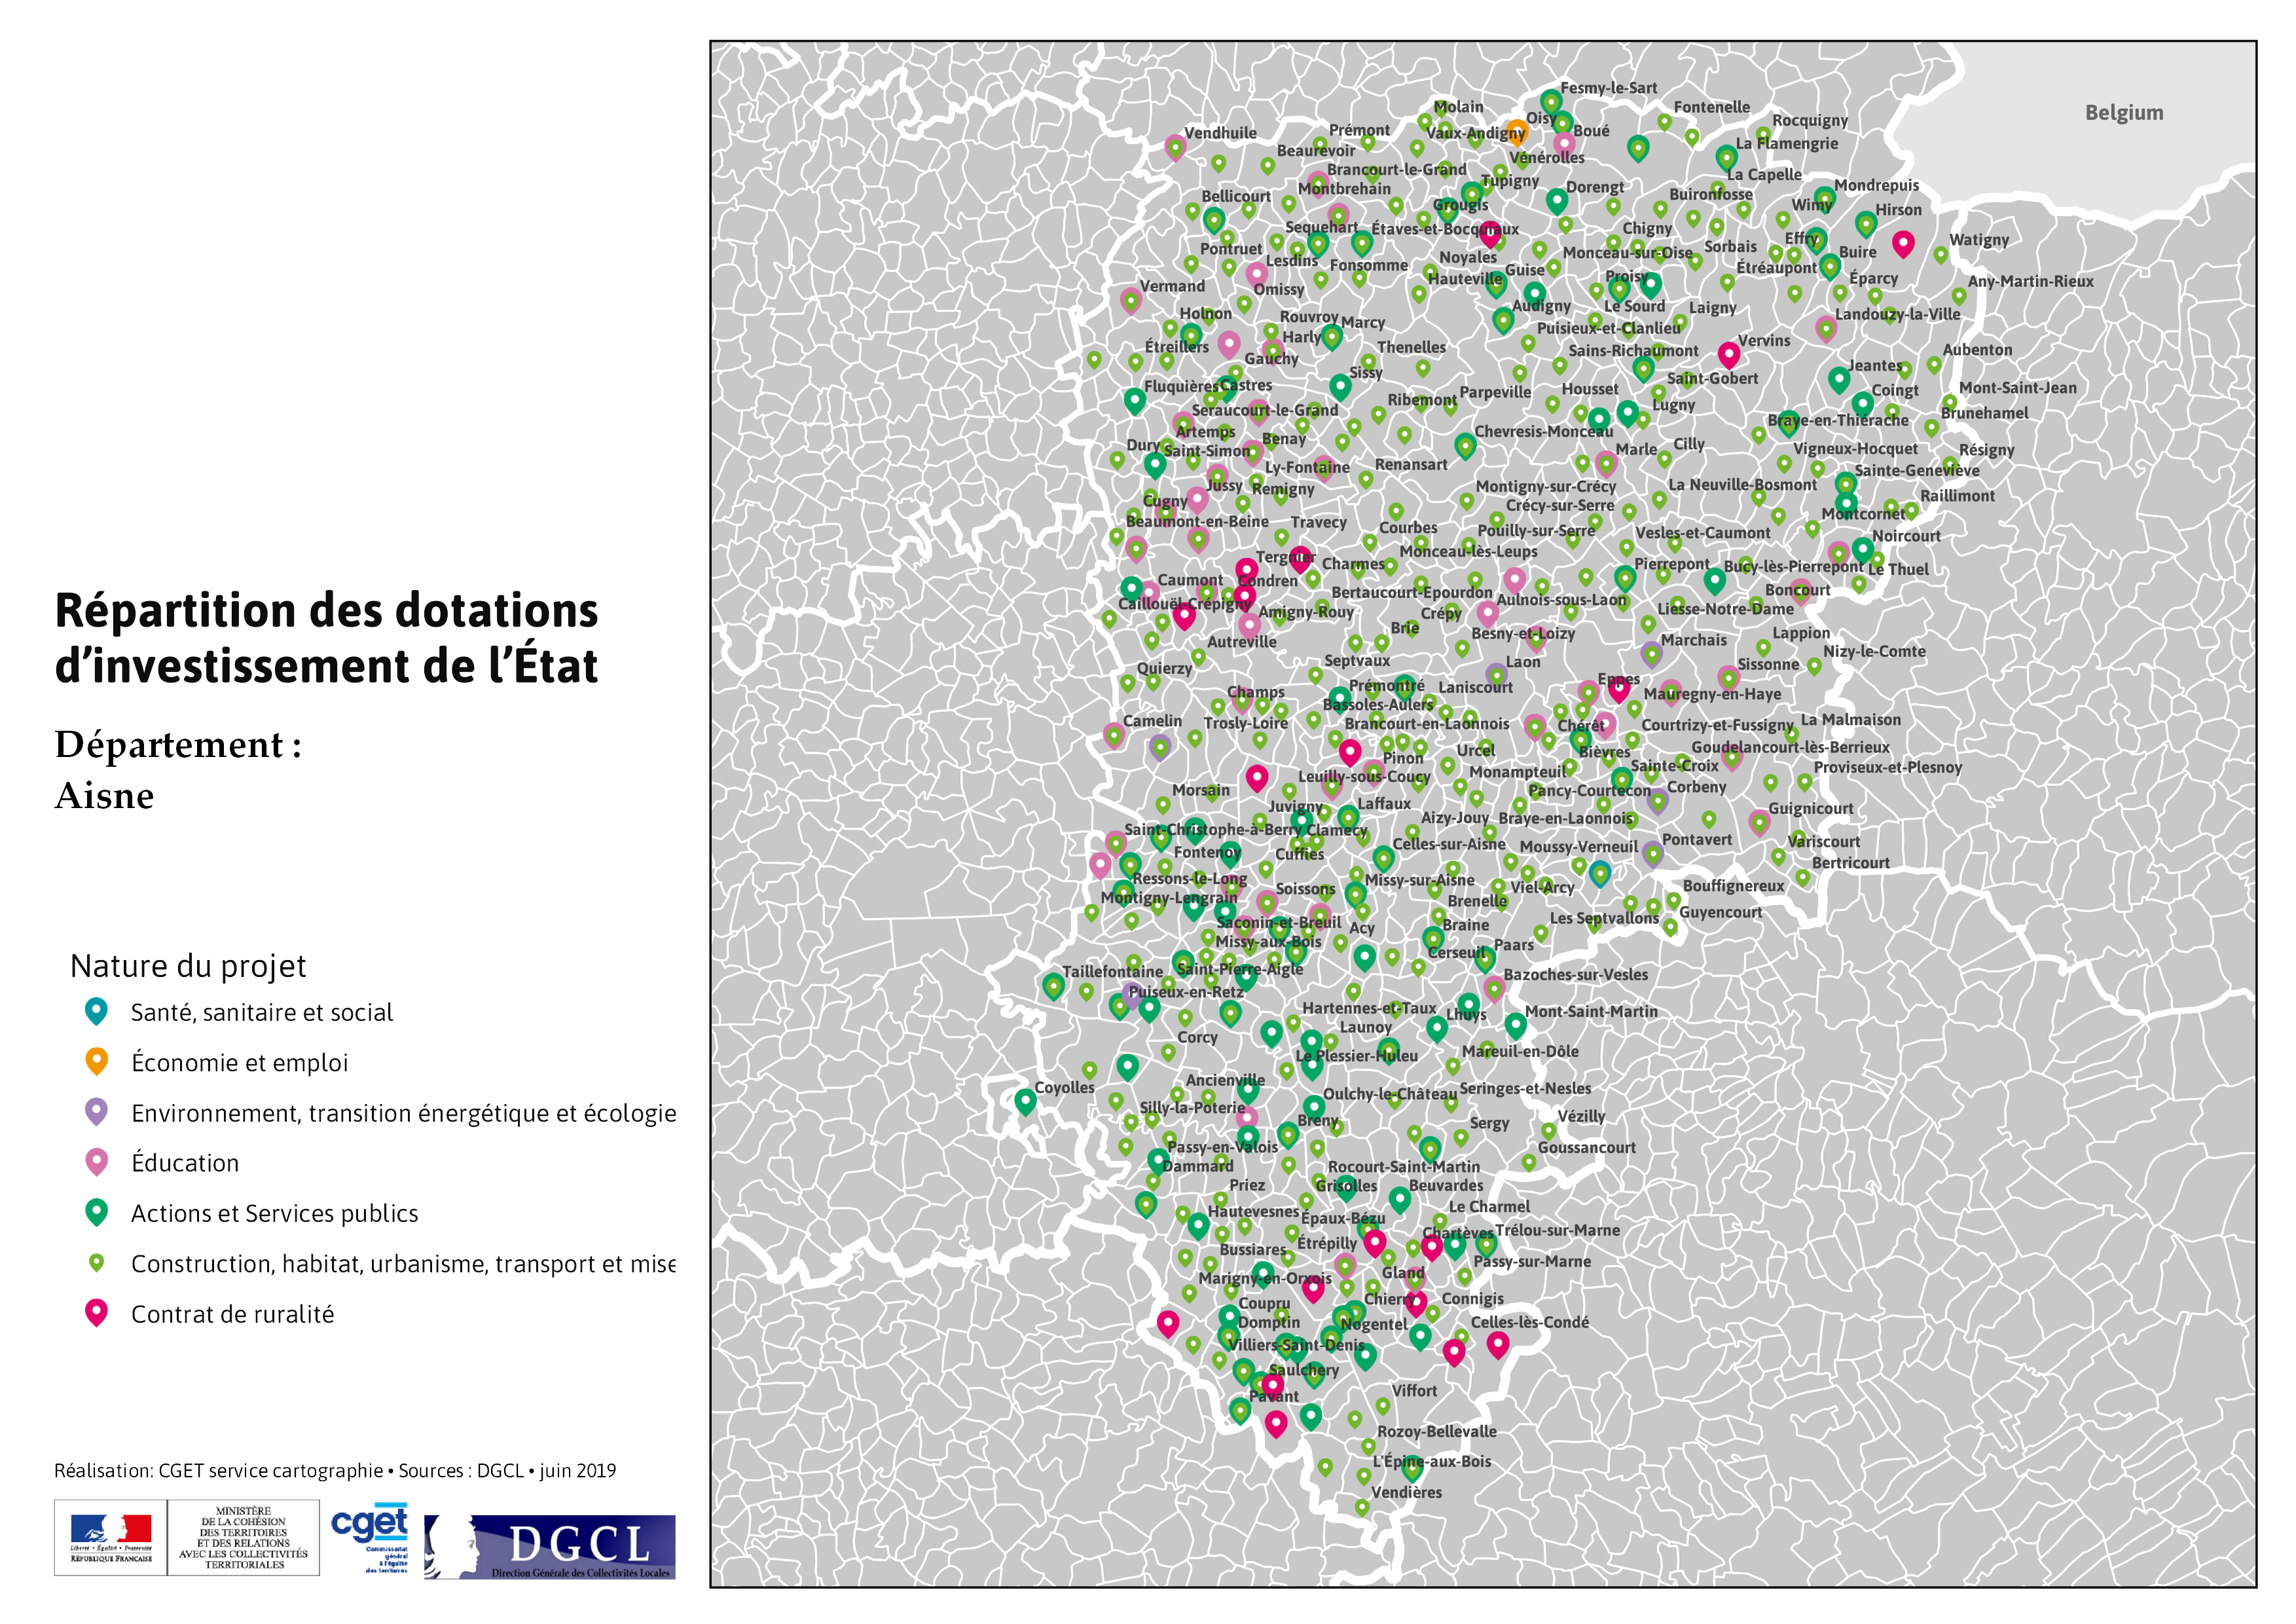 Répartition des dotations
d'investissement de l'État
Département :
Aisne
Nature du projet
Santé, sanitaire et social
Économie et emploi
Environnement, transition énergétique et écologie
Éducation
Actions et Services publics
Construction, habitat, urbanisme, transport et mise
Contrat de ruralité
Réalisation: CGET service cartographie • Sources : DGCL • juin 2019
Liberté • Égalité • Fraternité
RÉPUBLIQUE FRANÇAISE
MINISTÈRE
DE LA COHÉSION
DES TERRITOIRES
ET DES RELATIONS
AVEC LES COLLECTIVITÉS
TERRITORIALES
cget
Commissariat
général
à l'égalité
des territoires
DGCL
Direction Générale des Collectivités Locales
Belgium
Fesmy-le-Sart
Molain
Oisy
Fontenelle
Vendhuile
Prémont
Vaux-Andigny
Boué
Rocquigny
Beaurevoir
Vénérolles
La Flamengrie
Brancourt-le-Grand
La Capelle
Montbrehain
Tupigny
Dorengt
Buironfosse
Mondrepuis
Bellicourt
Grougis
Wimy
Hirson
Sequehart
Étaves-et-Bocquiaux
Chigny
Effry
Watigny
Pontruet
Lesdins
Fonsomme
Noyales
Monceau-sur-Oise
Sorbais
Buire
Guise
Étréaupont
Vermand
Omissy
Hauteville
Proisy
Éparcy
Any-Martin-Rieux
Holnon
Rouvroy
Marcy
Audigny
Le Sourd
Laigny
Landouzy-la-Ville
Harly
Puisieux-et-Clanlieu
Étreillers
Gauchy
Thenelles
Sains-Richaumont
Vervins
Aubenton
Fluquières
Castres
Sissy
Saint-Gobert
Jeantes
Seraucourt-le-Grand
Ribemont
Parpeville
Housset
Lugny
Coingt
Mont-Saint-Jean
Artemps
Benay
Chevresis-Monceau
Braye-en-Thiérache
Brunehamel
Dury
Saint-Simon
Ly-Fontaine
Renansart
Marle
Cilly
Vigneux-Hocquet
Résigny
Jussy
Remigny
Montigny-sur-Crécy
La Neuville-Bosmont
Sainte-Geneviève
Cugny
Crécy-sur-Serre
Raillimont
Beaumont-en-Beine
Travecy
Courbes
Pouilly-sur-Serre
Vesles-et-Caumont
Montcornet
Tergnier
Charmes
Monceau-lès-Leups
Noircourt
Caumont
Condren
Bertaucourt-Epourdon
Pierrepont
Bucy-lès-Pierrepont
Le Thuel
Caillouël-Crépigny
Amigny-Rouy
Crépy
Aulnois-sous-Laon
Liesse-Notre-Dame
Boncourt
Autreville
Brie
Besny-et-Loizy
Marchais
Lappion
Quierzy
Septvaux
Laon
Sissonne
Nizy-le-Comte
Champs
Prémontré
Laniscourt
Eppes
Mauregny-en-Haye
Camelin
Trosly-Loire
Bassoles-Aulers
Brancourt-en-Laonnois
Chérêt
Courtrizy-et-Fussigny
La Malmaison
Pinon
Urcel
Bièvres
Goudelancourt-lès-Berrieux
Leuilly-sous-Coucy
Monampteuil
Sainte-Croix
Proviseux-et-Plesnoy
Morsain
Juvigny
Laffaux
Pancy-Courtecon
Corbeny
Guignicourt
Saint-Christophe-à-Berry
Clamecy
Aizy-Jouy
Braye-en-Laonnois
Fontenoy
Cuffies
Celles-sur-Aisne
Moussy-Verneuil
Pontavert
Variscourt
Bertricourt
Ressons-le-Long
Soissons
Missy-sur-Aisne
Viel-Arcy
Bouffignereux
Montigny-Lengrain
Brenelle
Guyencourt
Saconin-et-Breuil
Acy
Braine
Les Septvallons
Missy-aux-Bois
Cerseuil
Paars
Taillefontaine
Saint-Pierre-Aigle
Bazoches-sur-Vesles
Puiseux-en-Retz
Hartennes-et-Taux
Lhuys
Mont-Saint-Martin
Corcy
Launoy
Le Plessier-Huleu
Mareuil-en-Dôle
Coyolles
Ancienville
Oulchy-le-Château
Seringes-et-Nesles
Silly-la-Poterie
Breny
Sergy
Vézilly
Passy-en-Valois
Goussancourt
Dammard
Rocourt-Saint-Martin
Priez
Grisolles
Beuvardes
Hautevesnes
Épaux-Bézu
Le Charmel
Bussiares
Étrépilly
Chartèves
Trélou-sur-Marne
Marigny-en-Orxois
Gland
Passy-sur-Marne
Coupru
Chierry
Connigis
Domptin
Nogentel
Celles-lès-Condé
Villiers-Saint-Denis
Saulchery
Pavant
Viffort
Rozoy-Bellevalle
L'Épine-aux-Bois
Vendières